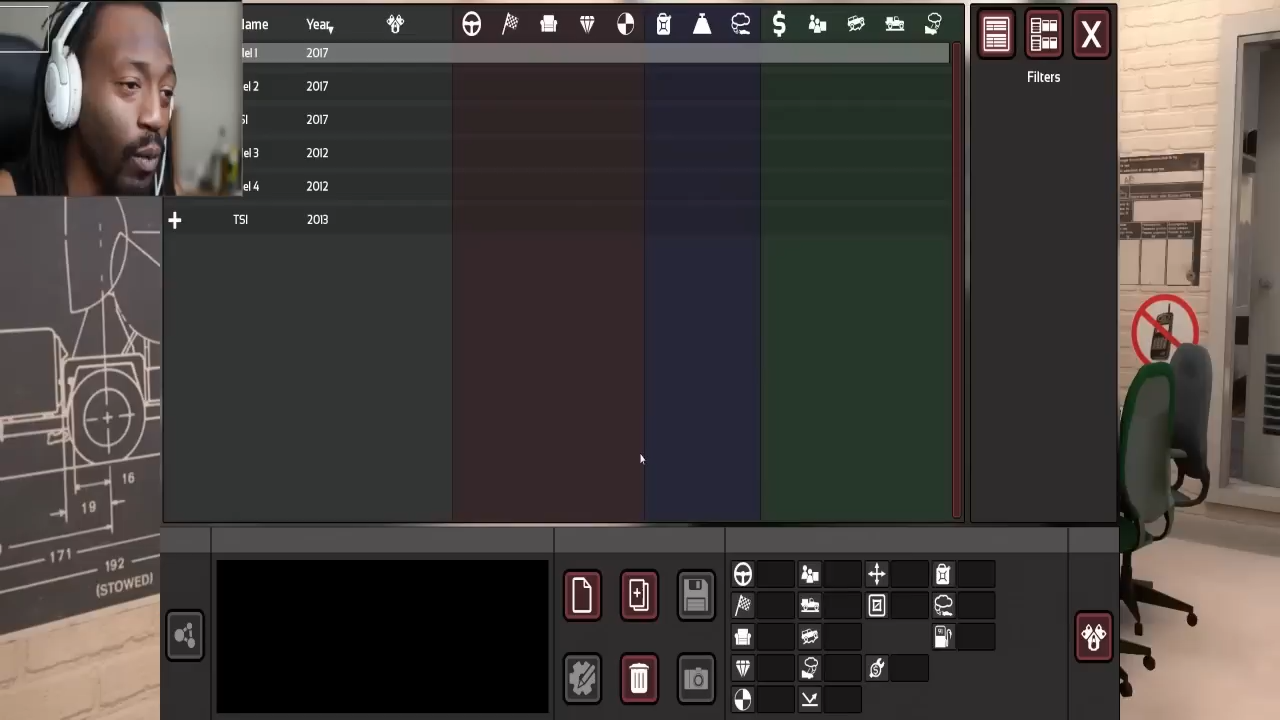 ame Year
el 1 2017
el 2 2017
SI 2017
el 3 2012
el 4 2012
TSI 2013
Filters
X
16
19
171
192
(STOWED)